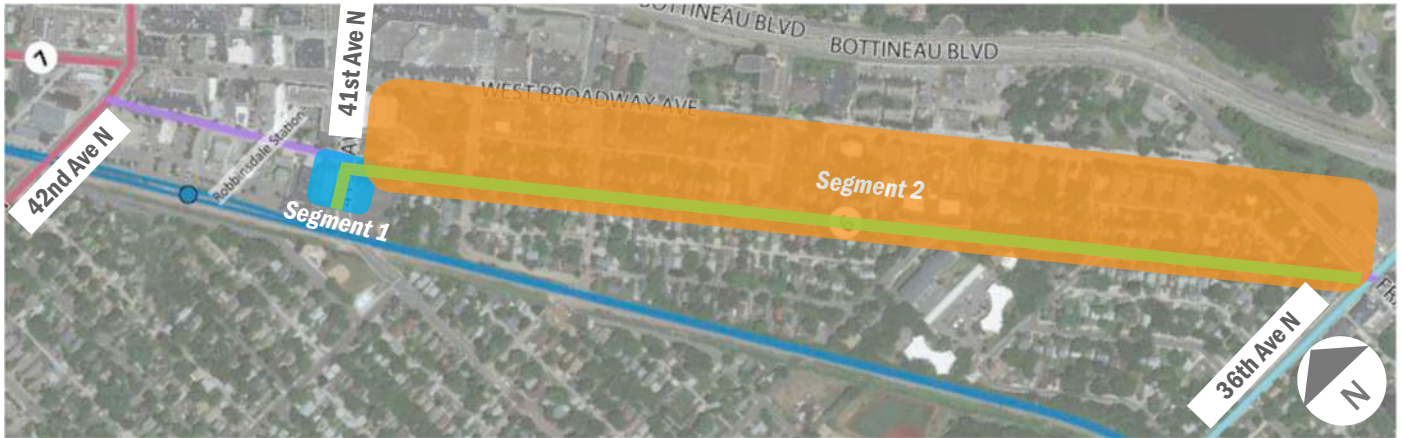 BOTTINEAU BLVD
BOTTINEAU BLVD
41st Ave N
7
WEST BROADWAY AVE
Robbinsdale Station
42nd Ave N
Segment 1
Segment 2
36th Ave N
N